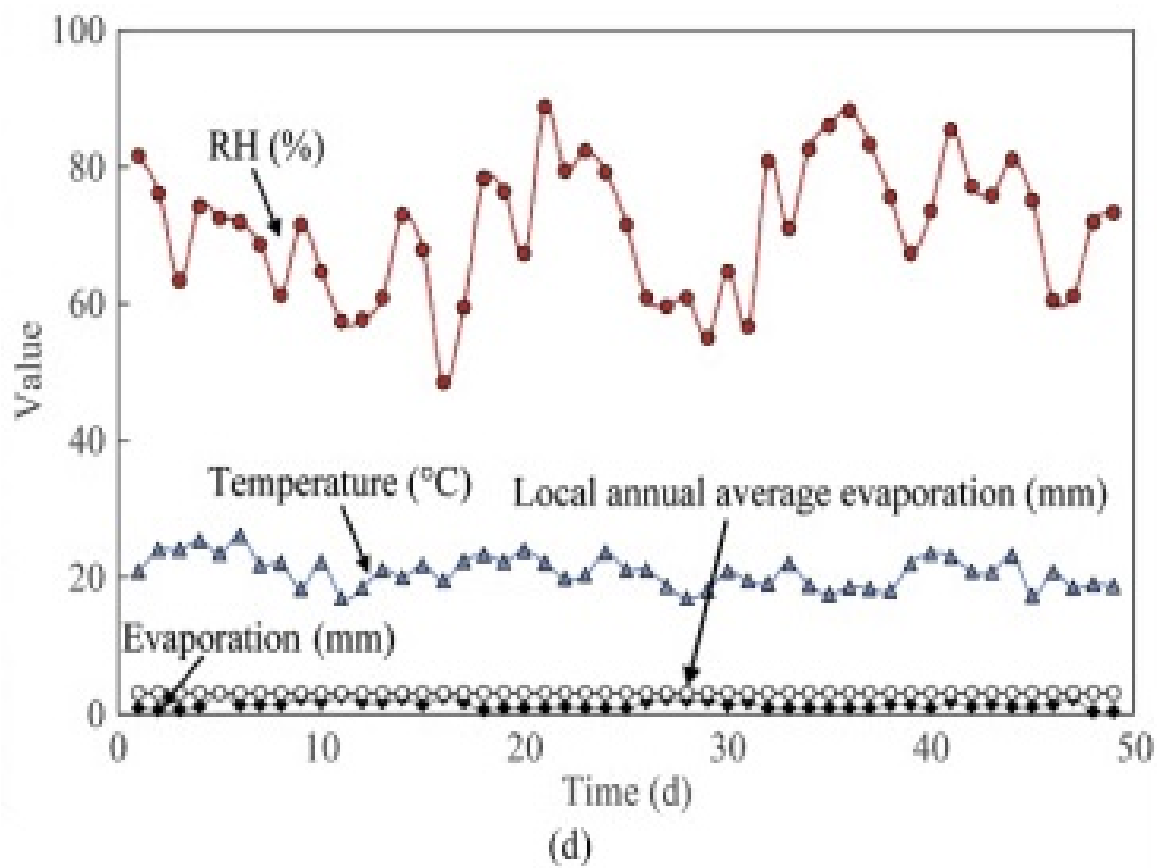 100
80
60
40
20
0
Value
RH (%)
Temperature (°C)
Local annual average evaporation (mm)
Evaporation (mm)
0 10 20 30 40 50
Time (d)
(d)